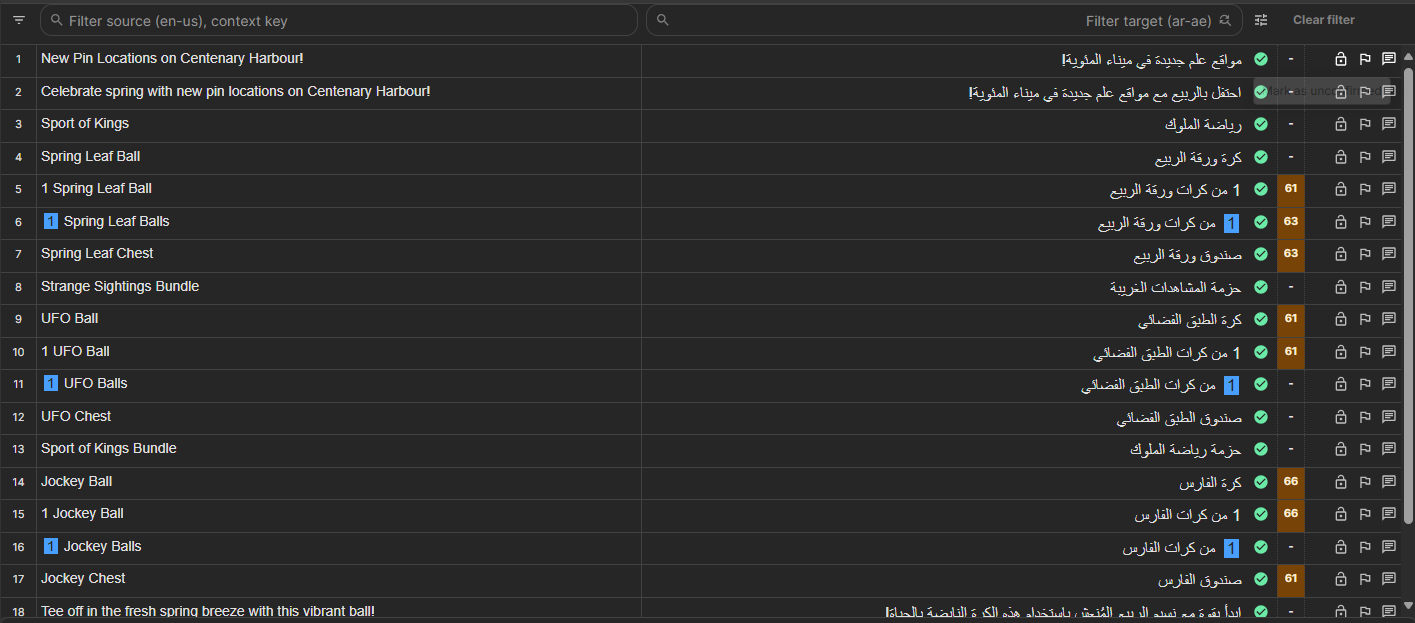 Filter source (en-us), context key
Filter target (ar-ae)
Clear filter
1 New Pin Locations on Centenary Harbour! مواقع علم جديدة في ميناء المئوية! -
2 Celebrate spring with new pin locations on Centenary Harbour! احتفل بالربيع مع مواقع علم جديدة في ميناء المئوية! -
3 Sport of Kings رياضة الملوك -
4 Spring Leaf Ball كرة ورقة الربيع -
5 1 Spring Leaf Ball 1 من كرات ورقة الربيع 61
6 1 Spring Leaf Balls 1 من كرات ورقة الربيع 63
7 Spring Leaf Chest صندوق ورقة الربيع 63
8 Strange Sightings Bundle حزمة المشاهدات الغريبة -
9 UFO Ball كرة الطبق الفضائي 61
10 1 UFO Ball 1 من كرات الطبق الفضائي 61
11 1 UFO Balls 1 من كرات الطبق الفضائي -
12 UFO Chest صندوق الطبق الفضائي -
13 Sport of Kings Bundle حزمة رياضة الملوك -
14 Jockey Ball كرة الفارس 66
15 1 Jockey Ball 1 من كرات الفارس 66
16 1 Jockey Balls 1 من كرات الفارس -
17 Jockey Chest صندوق الفارس 61
18 Tee off in the fresh spring breeze with this vibrant ball! ابدأ بقوة مع نسيم الربيع المُنعش باستخدام هذه الكرة النابضة بالحياة! -